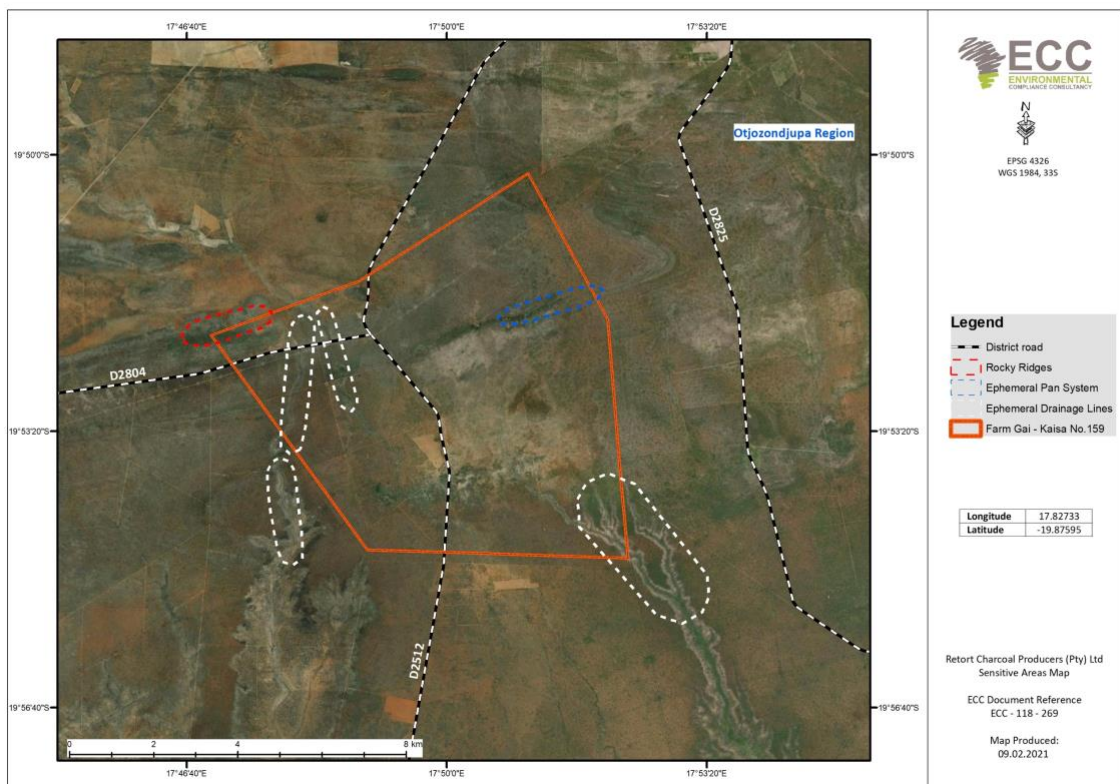 17°46'40"E
17°50'0"E
17°53'20"E
19°50'0"S
19°50'0"S
Otjozondjupa Region
D2825
D2804
19°53'20"S
19°53'20"S
D2512
19°56'40"S
19°56'40"S
0 2 4 8 km
17°46'40"E
17°50'0"E
17°53'20"E
ECC
ENVIRONMENTAL
COMPLIANCE CONSULTANCY
N
EPSG 4326
WGS 1984, 33S
Legend
District road
Rocky Ridges
Ephemeral Pan System
Ephemeral Drainage Lines
Farm Gai - Kaisa No.159
Longitude 17.82733
Latitude -19.87595
Retort Charcoal Producers (Pty) Ltd
Sensitive Areas Map
ECC Document Reference
ECC - 118 - 269
Map Produced:
09.02.2021